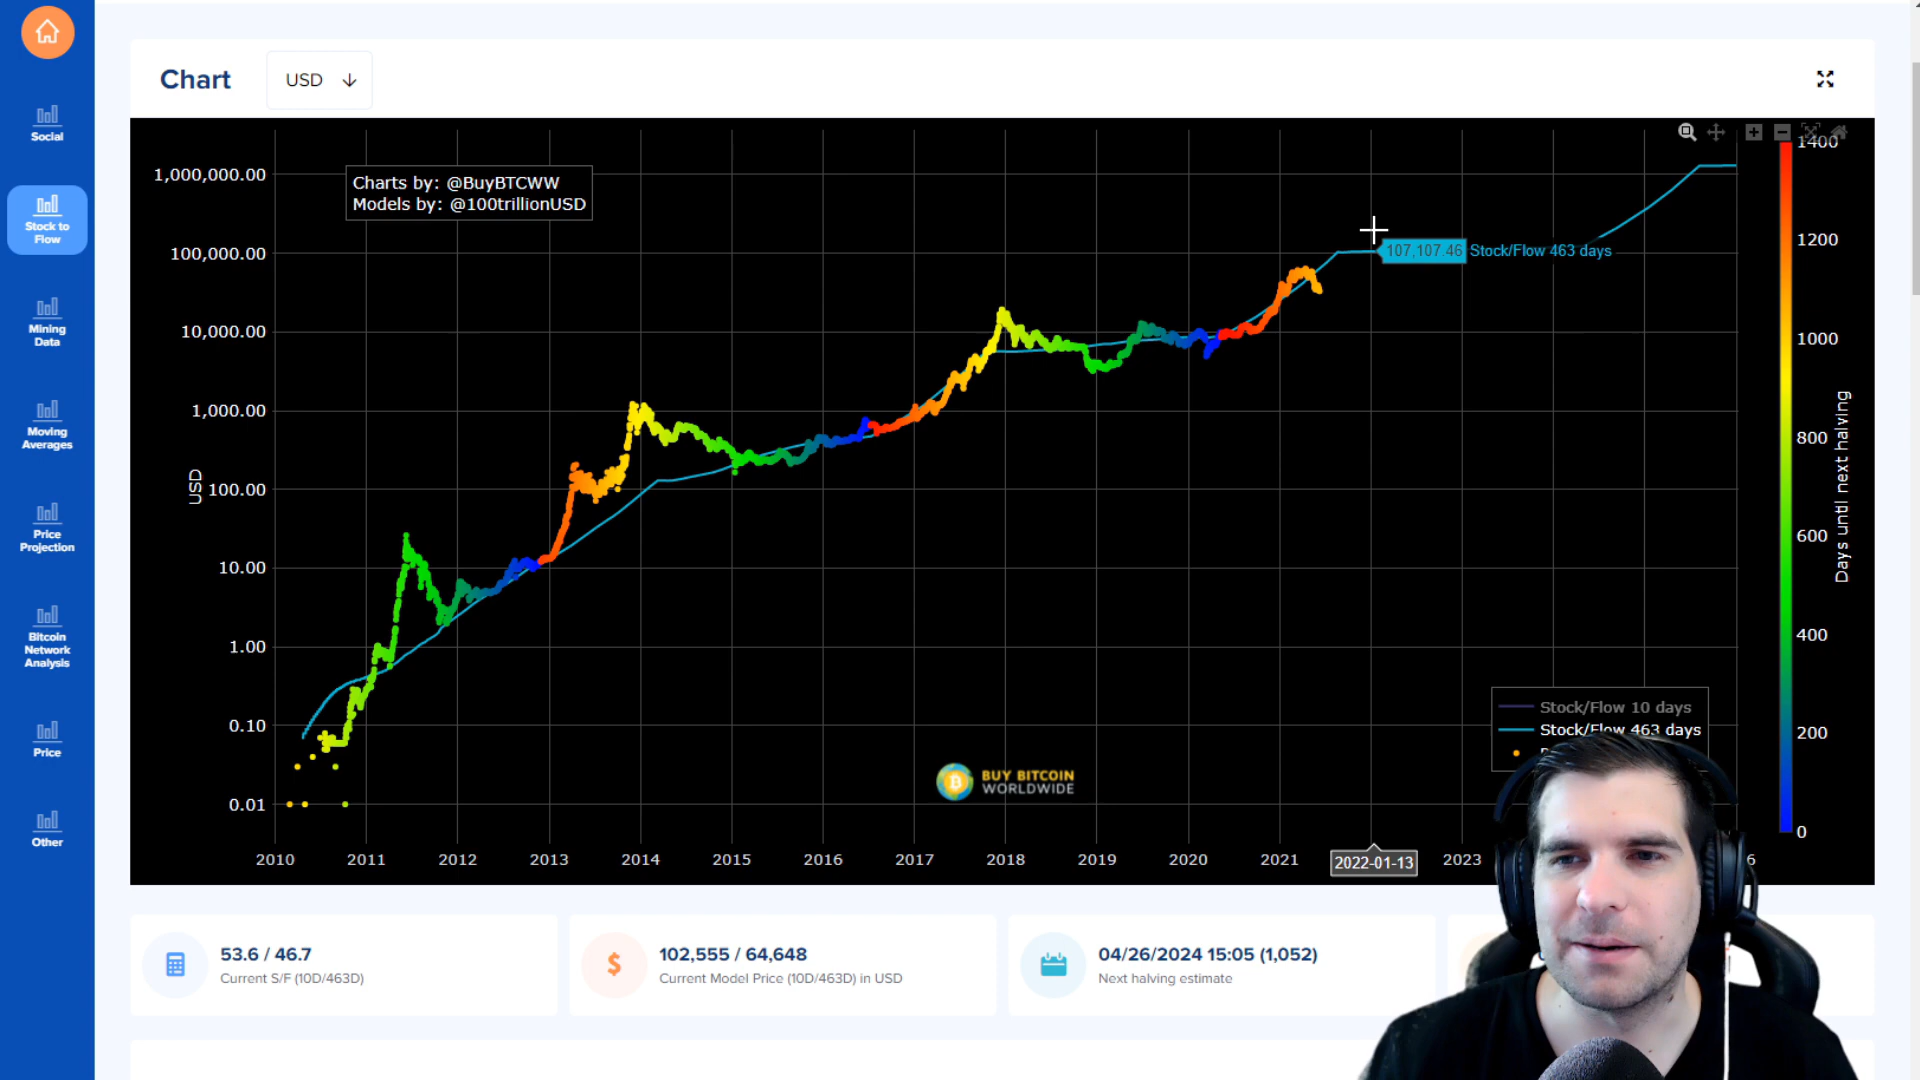 Chart
USD
Social
Stock to
Flow
Mining
Data
Moving
Averages
Price
Projection
Bitcoin
Network
Analysis
Price
Other
1,000,000.00
100,000.00
10,000.00
1,000.00
100.00
10.00
1.00
0.10
0.01
USD
Charts by: @BuyBTCWW
Models by: @100trillionUSD
107,107.46 Stock/Flow 463 days
Stock/Flow 10 days
Stock/Flow 463 days
BUY BITCOIN
WORLDWIDE
2010 2011 2012 2013 2014 2015 2016 2017 2018 2019 2020 2021 2022-01-13 2023
6
1400
1200
1000
800
600
400
200
0
Days until next halving
53.6 / 46.7
Current S/F (10D/463D)
102,555 / 64,648
Current Model Price (10D/463D) in USD
04/26/2024 15:05 (1,052)
Next halving estimate